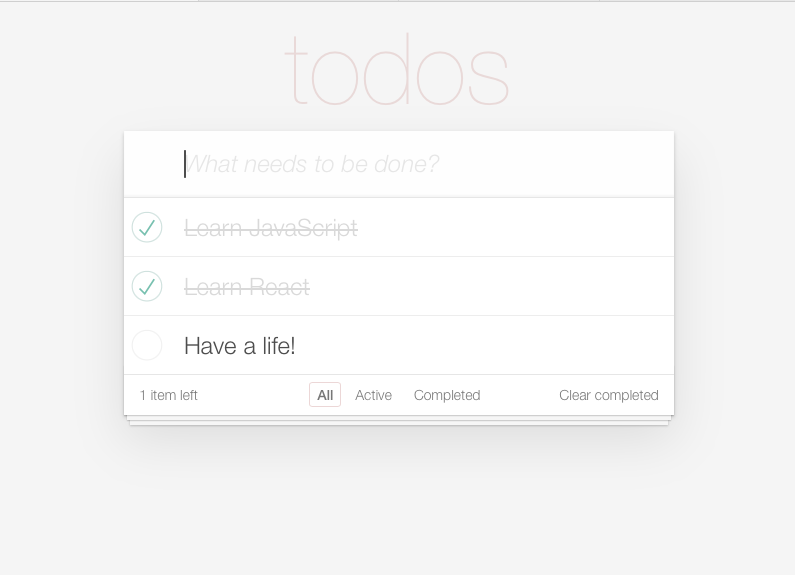 todos
What needs to be done?
Learn JavaScript
Learn React
Have a life!
1 item left All Active Completed Clear completed